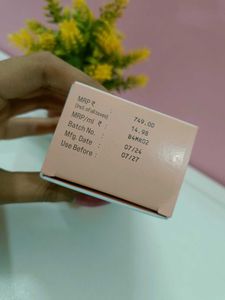 MRP ₹ : 749.00
(Incl. of all taxes)
MRP/ml ₹ : 14.98
Batch No. : B4M802
Mfg. Date : 07/24
Use Before : 07/27